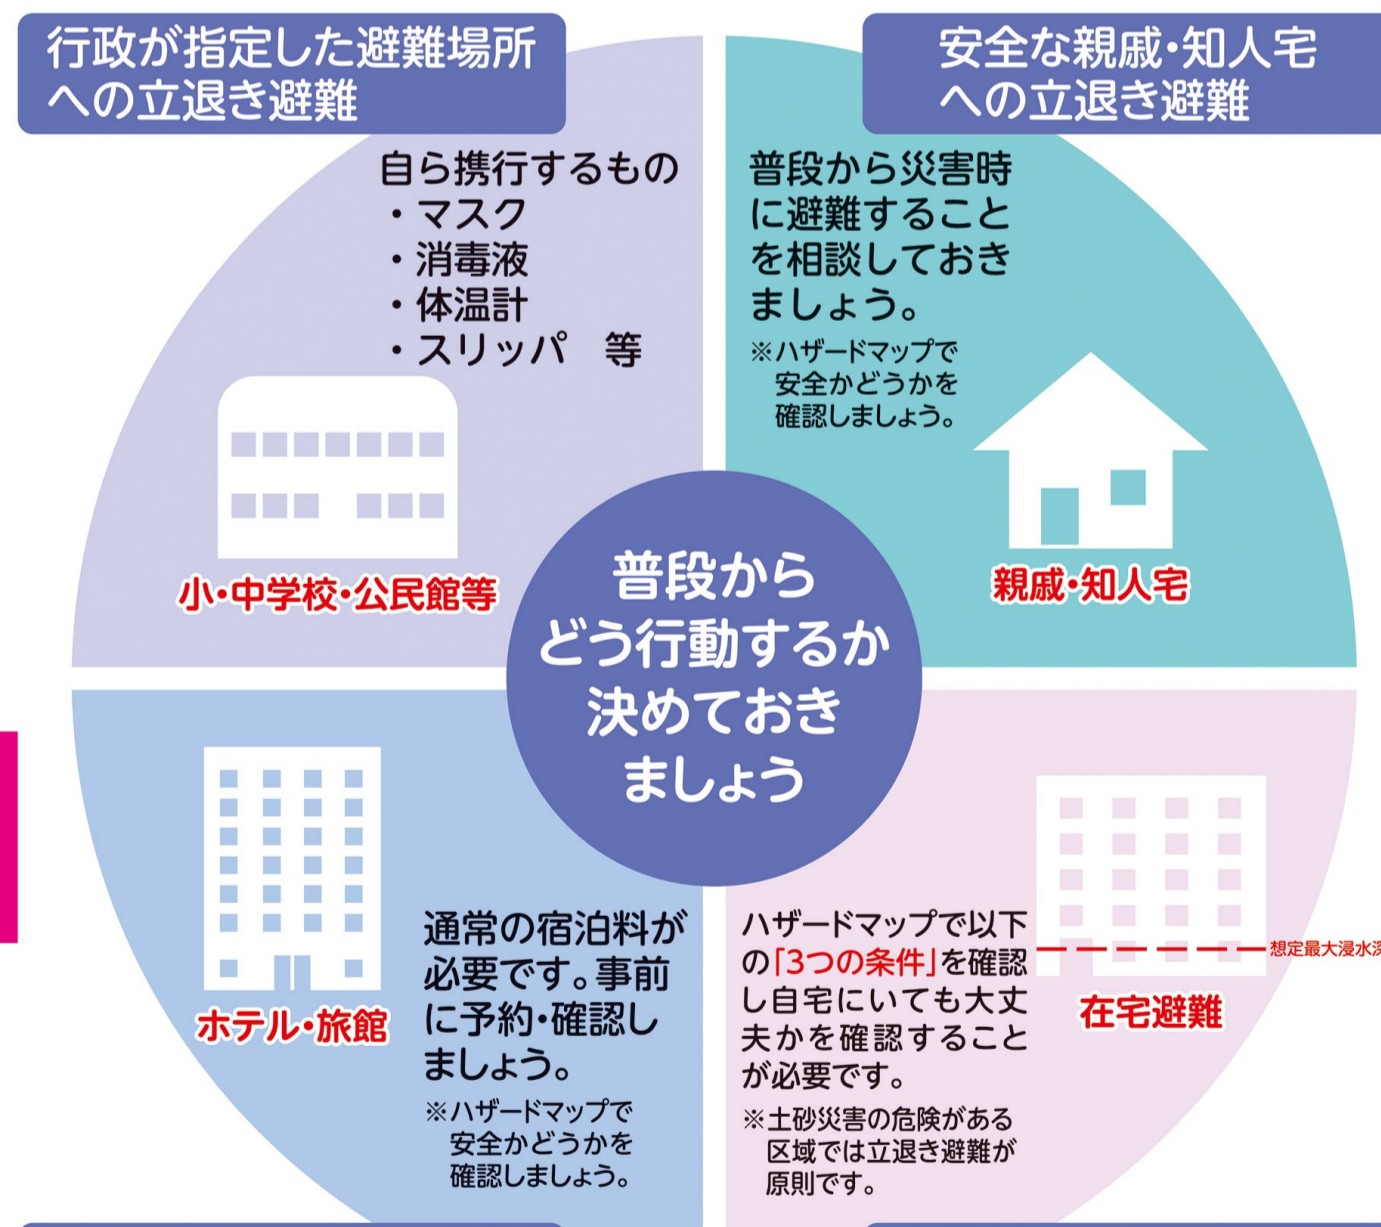 行政が指定した避難場所
への立退き避難
安全な親戚・知人宅
への立退き避難
自ら携行するもの
・マスク
・消毒液
・体温計
・スリッパ　等
小・中学校・公民館等
普段から災害時
に避難すること
を相談しておき
ましょう。
※ハザードマップで
安全かどうかを
確認しましょう。
親戚・知人宅
普段から
どう行動するか
決めておき
ましょう
ホテル・旅館
通常の宿泊料が
必要です。事前
に予約・確認し
ましょう。
※ハザードマップで
安全かどうかを
確認しましょう。
ハザードマップで以下
の「3つの条件」を確認
し自宅にいても大丈
夫かを確認すること
が必要です。
※土砂災害の危険がある
区域では立退き避難が
原則です。
想定最大浸水深
在宅避難